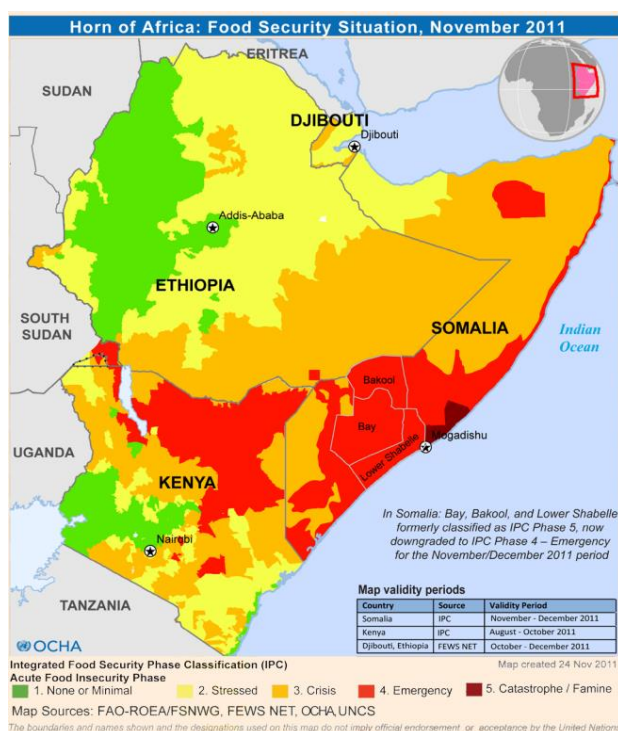 Horn of Africa: Food Security Situation, November 2011
ERITREA
SUDAN
DJIBOUTI
Djibouti
Addis-Ababa
ETHIOPIA
SOUTH
SUDAN
SOMALIA
Indian
Ocean
Bakool
Bay
Mogadishu
Lower Shabelle
UGANDA
KENYA
Nairobi
In Somalia: Bay, Bakool, and Lower Shabelle
formerly classified as IPC Phase 5, now
downgraded to IPC Phase 4 – Emergency
for the November/December 2011 period
TANZANIA
Map validity periods
Country Source Validity Period
Somalia IPC November - December 2011
Kenya IPC August - October 2011
Djibouti, Ethiopia FEWS NET October - December 2011
OCHA
Integrated Food Security Phase Classification (IPC)
Map created 24 Nov 2011
Acute Food Insecurity Phase
1. None or Minimal 2. Stressed 3. Crisis 4. Emergency 5. Catastrophe / Famine
Map Sources: FAO-ROEA/FSNWG, FEWS NET, OCHA, UNCS
The boundaries and names shown and the designations used on this map do not imply official endorsement or acceptance by the United Nations